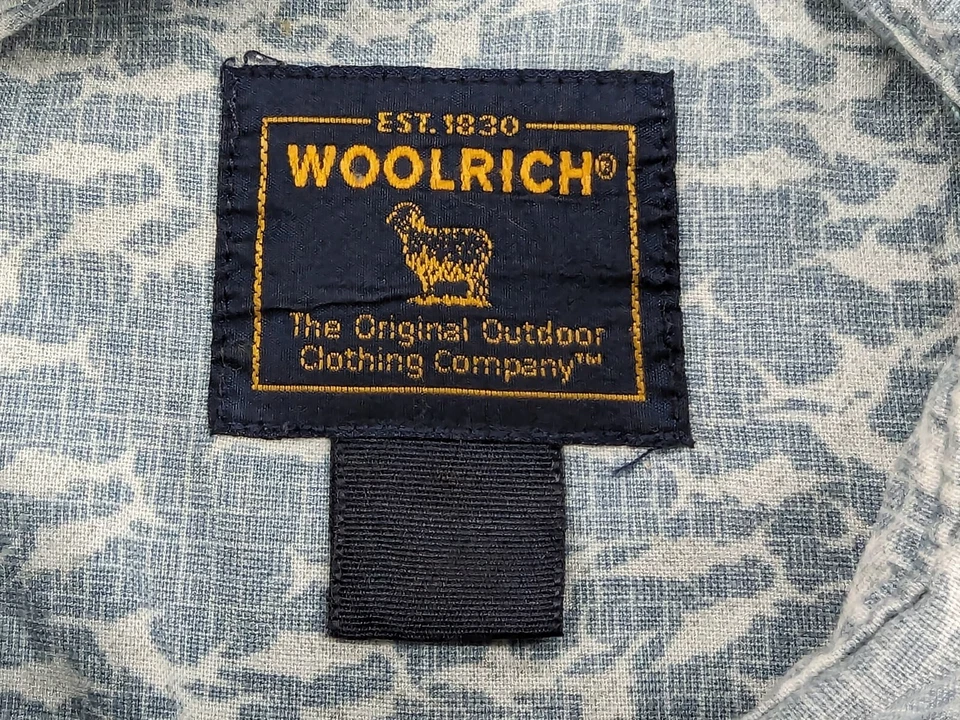 EST. 1830
WOOLRICH®
The Original Outdoor
Clothing Company™